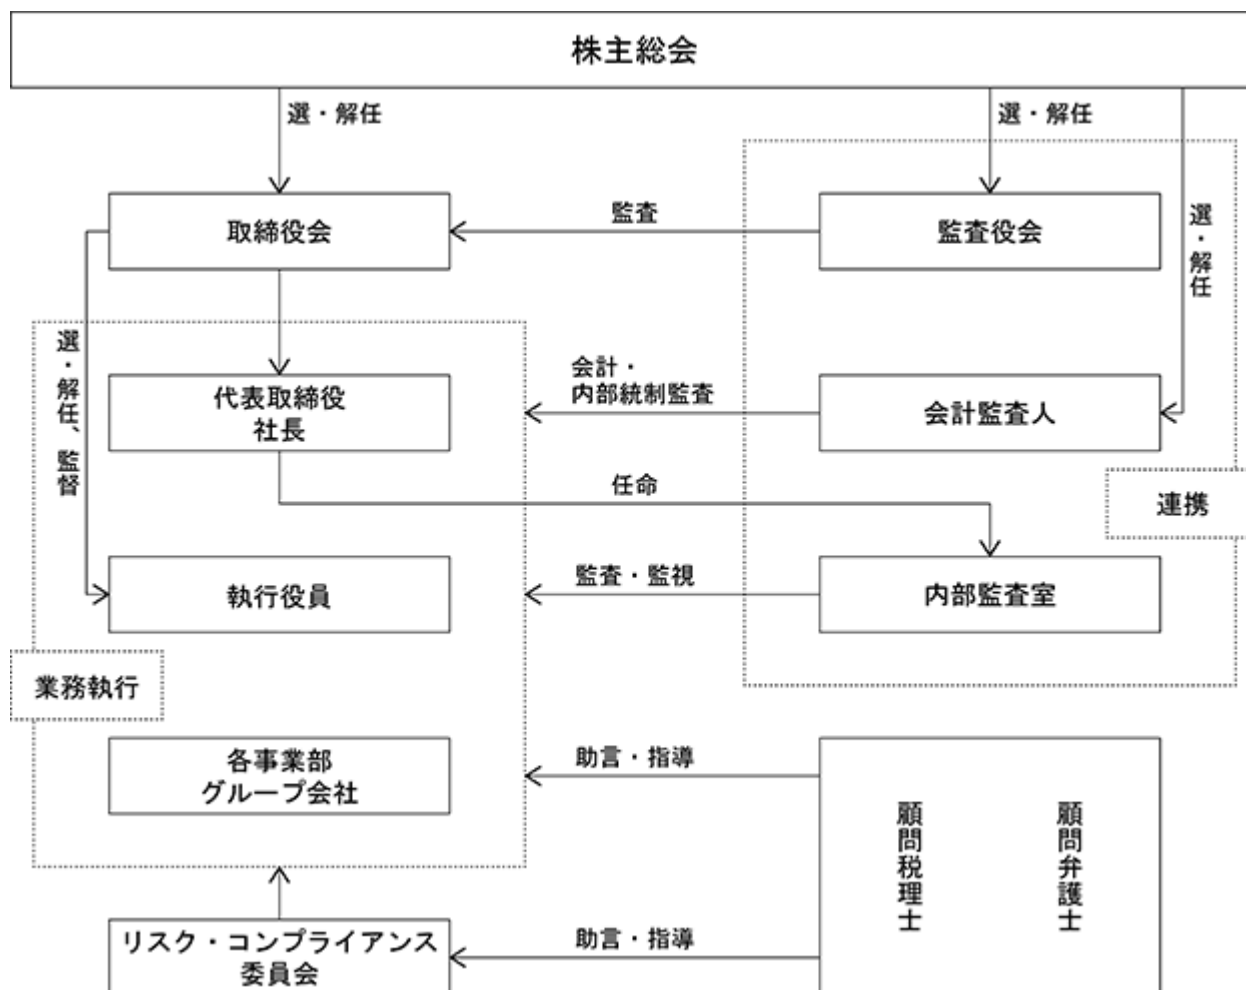 株主総会
選・解任
選・解任
選・解任
取締役会
監査
監査役会
選・解任、監督
代表取締役
社長
会計・
内部統制監査
会計監査人
任命
連携
執行役員
監査・監視
内部監査室
業務執行
各事業部
グループ会社
助言・指導
顧問税理士
顧問弁護士
リスク・コンプライアンス
委員会
助言・指導